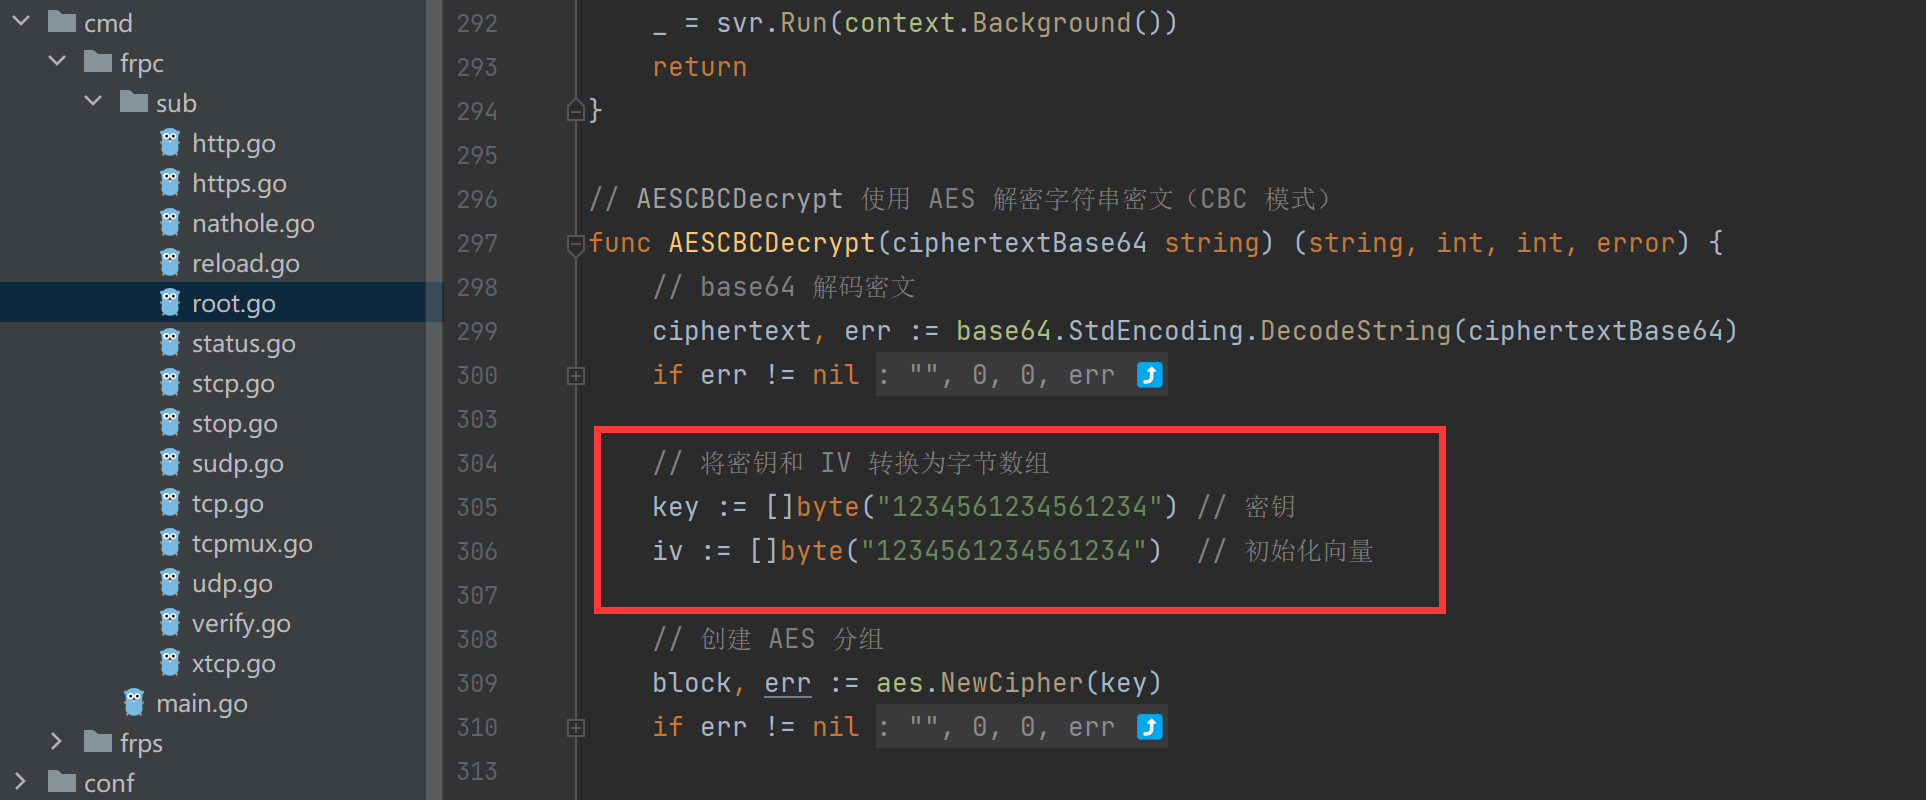 cmd
frpc
sub
http.go
https.go
nathole.go
reload.go
root.go
status.go
stcp.go
stop.go
sudp.go
tcp.go
tcpmux.go
udp.go
verify.go
xtcp.go
main.go
frps
conf
292 _ = svr.Run(context.Background())
293 return
294 }
295
296 // AESCBCDecrypt 使用 AES 解密字符串密文（CBC 模式）
297 func AESCBCDecrypt(ciphertextBase64 string) (string, int, int, error) {
298 // base64 解码密文
299 ciphertext, err := base64.StdEncoding.DecodeString(ciphertextBase64)
300 if err != nil : "", 0, 0, err
303
304 // 将密钥和 IV 转换为字节数组
305 key := []byte("1234561234561234") // 密钥
306 iv := []byte("1234561234561234") // 初始化向量
307
308 // 创建 AES 分组
309 block, err := aes.NewCipher(key)
310 if err != nil : "", 0, 0, err
313